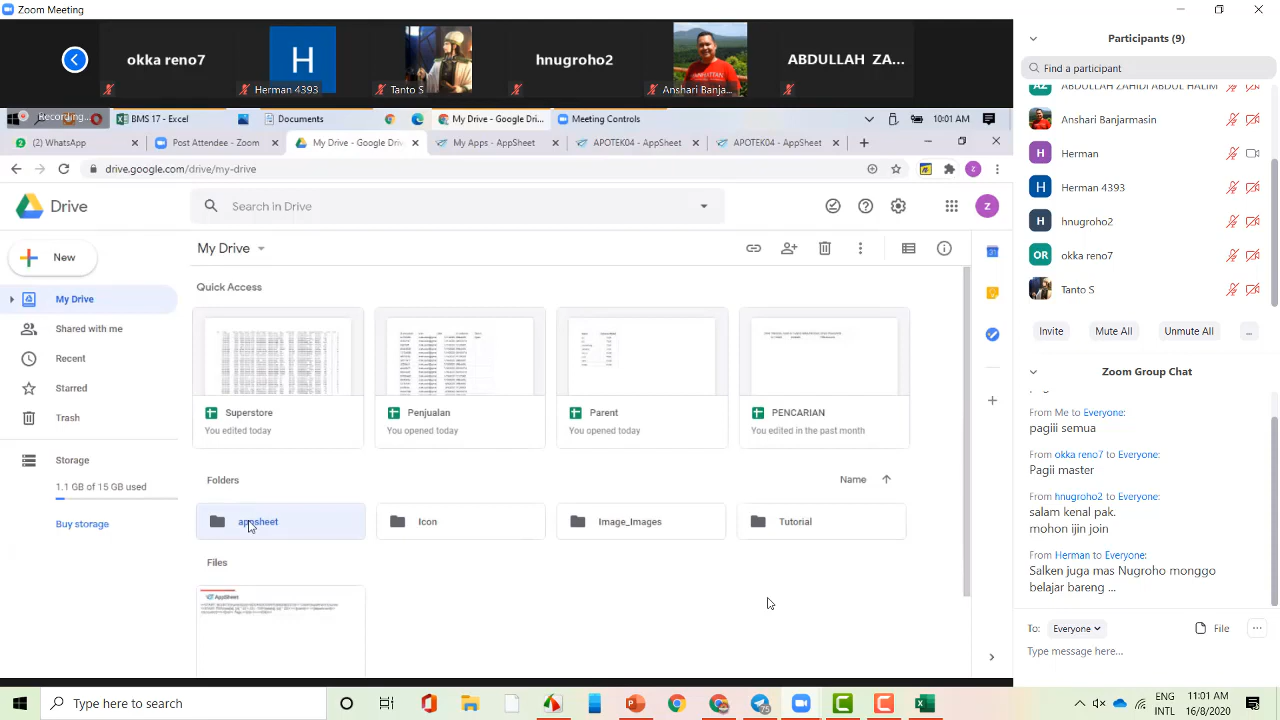 Zoom Meeting
okka reno7
H
Herman 4393
Tanto S
hnugroho2
Anshari Banja...
ABDULLAH ZA...
Recording...
BMS 17 - Excel
Documents
My Drive - Google Dri...
Meeting Controls
10:01 AM
(2) WhatsApp
Post Attendee - Zoom
My Drive - Google Driv
My Apps - AppSheet
APOTEK04 - AppSheet
APOTEK04 - AppSheet
drive.google.com/drive/my-drive
Drive
Search in Drive
z
New
My Drive
My Drive
Shared with me
Recent
Starred
Trash
Storage
1.1 GB of 15 GB used
Buy storage
Quick Access
Superstore
You edited today
Penjualan
You opened today
Parent
You opened today
PENCARIAN
You edited in the past month
Folders
Name
appsheet
Icon
Image_Images
Tutorial
Files
AppSheet
Participants (9)
Find a participant
AZ ABDULLAH ZAHDI ABDUL HALIM
Anshari Banjarmasin
H Herman
H Herman 4393
H hnugroho2
OR okka reno7
Tanto S
Invite
Mute All
Unmute All
...
Zoom Group Chat
From Me to Everyone:
pagiii semua
From okka reno7 to Everyone:
Pagii master
From hnugroho2 to Everyone:
salam kenal pak.
mohon ijin join
From Herman to Everyone:
Salken juga mas Nugroho monggo
belajar bareng...
To: Everyone
File
Type message here...
Type here to search
75
ENG
INTL
11:01 AM
16/8/2020